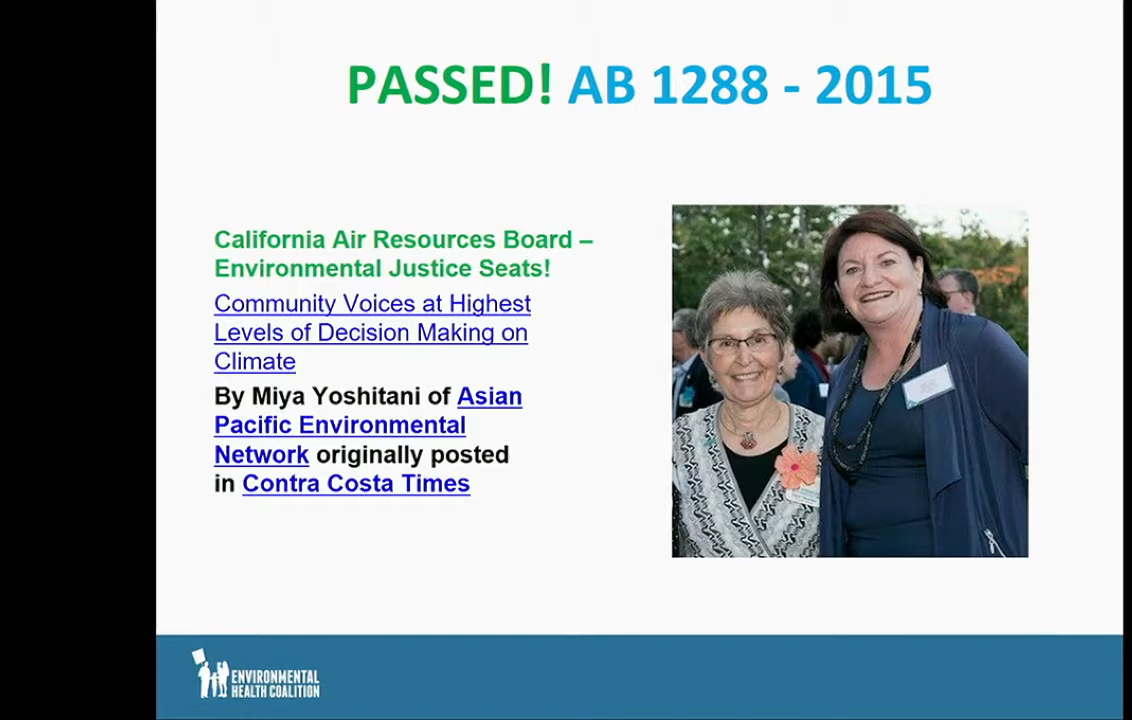 PASSED! AB 1288 - 2015
California Air Resources Board –
Environmental Justice Seats!
Community Voices at Highest
Levels of Decision Making on
Climate
By Miya Yoshitani of Asian
Pacific Environmental
Network originally posted
in Contra Costa Times
ENVIRONMENTAL
HEALTH COALITION